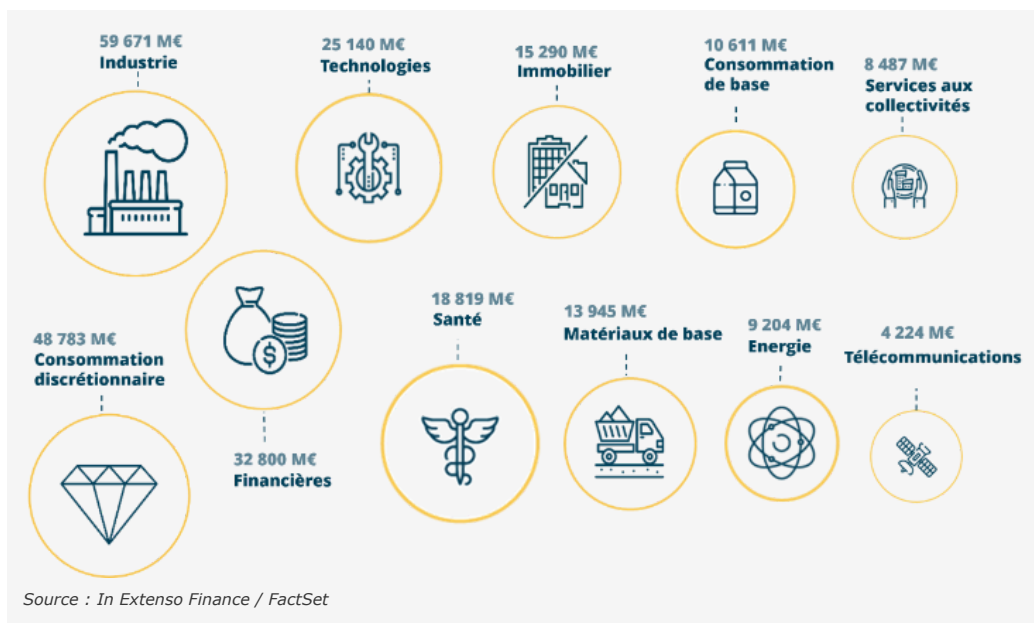 59 671 M€
Industrie
25 140 M€
Technologies
15 290 M€
Immobilier
10 611 M€
Consommation
de base
8 487 M€
Services aux
collectivités
48 783 M€
Consommation
discrétionnaire
32 800 M€
Financières
18 819 M€
Santé
13 945 M€
Matériaux de base
9 204 M€
Energie
4 224 M€
Télécommunications
Source : In Extenso Finance / FactSet